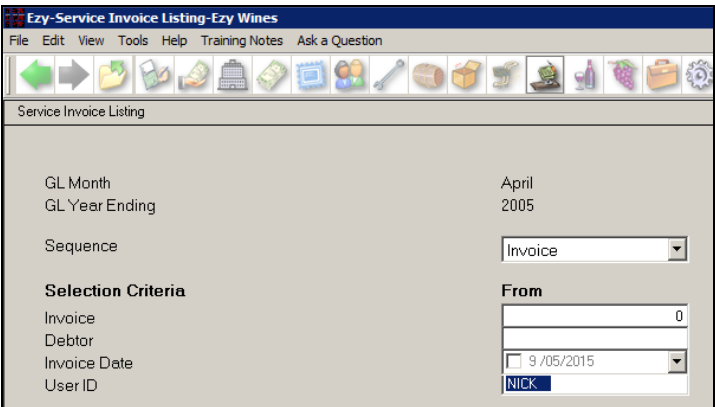 Ezy-Service Invoice Listing-Ezy Wines
File Edit View Tools Help Training Notes Ask a Question
Service Invoice Listing
GL Month April
GL Year Ending 2005
Sequence Invoice
Selection Criteria From
Invoice 0
Debtor
Invoice Date 9 /05/2015
User ID NICK